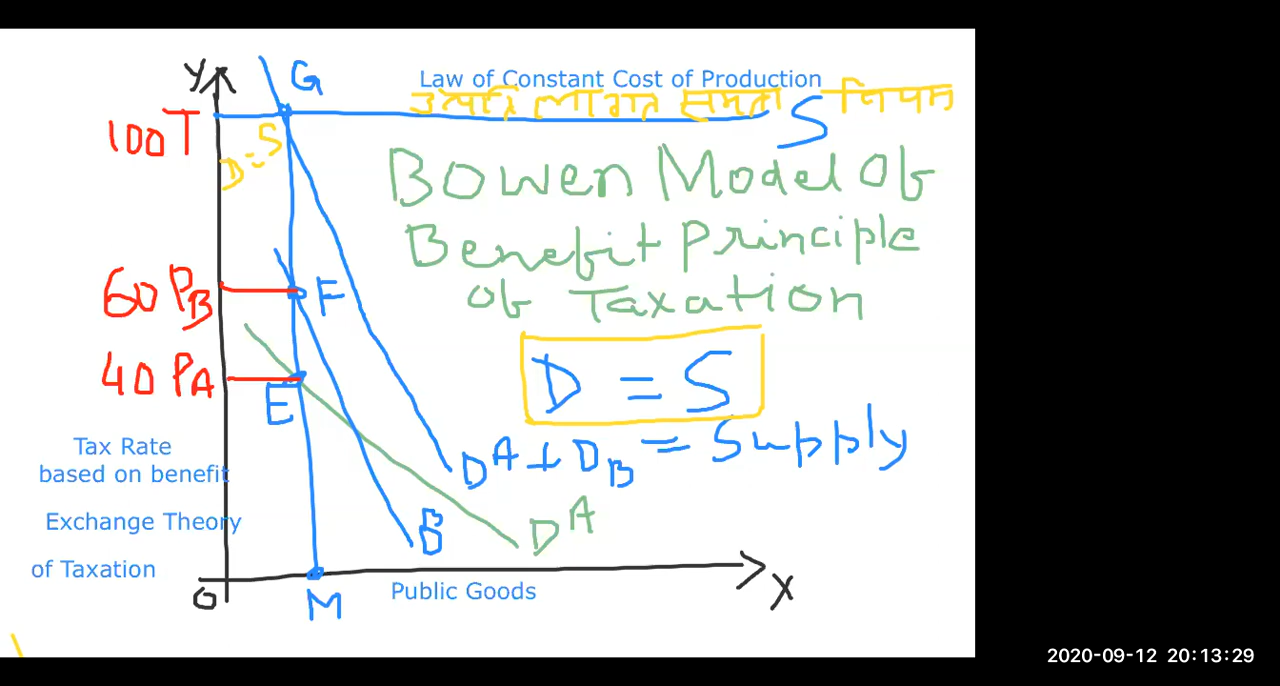 Y
G
Law of Constant Cost of Production
उत्पत्ति लागत समता नियम
S
100T
D=S
Bowen Model Of
Benefit Principle
Of Taxation
60 PB
F
40 PA
E
D = S
DA + DB = Supply
Tax Rate
based on benefit
Exchange Theory
of Taxation
B
DA
O
M
Public Goods
X
2020-09-12 20:13:29